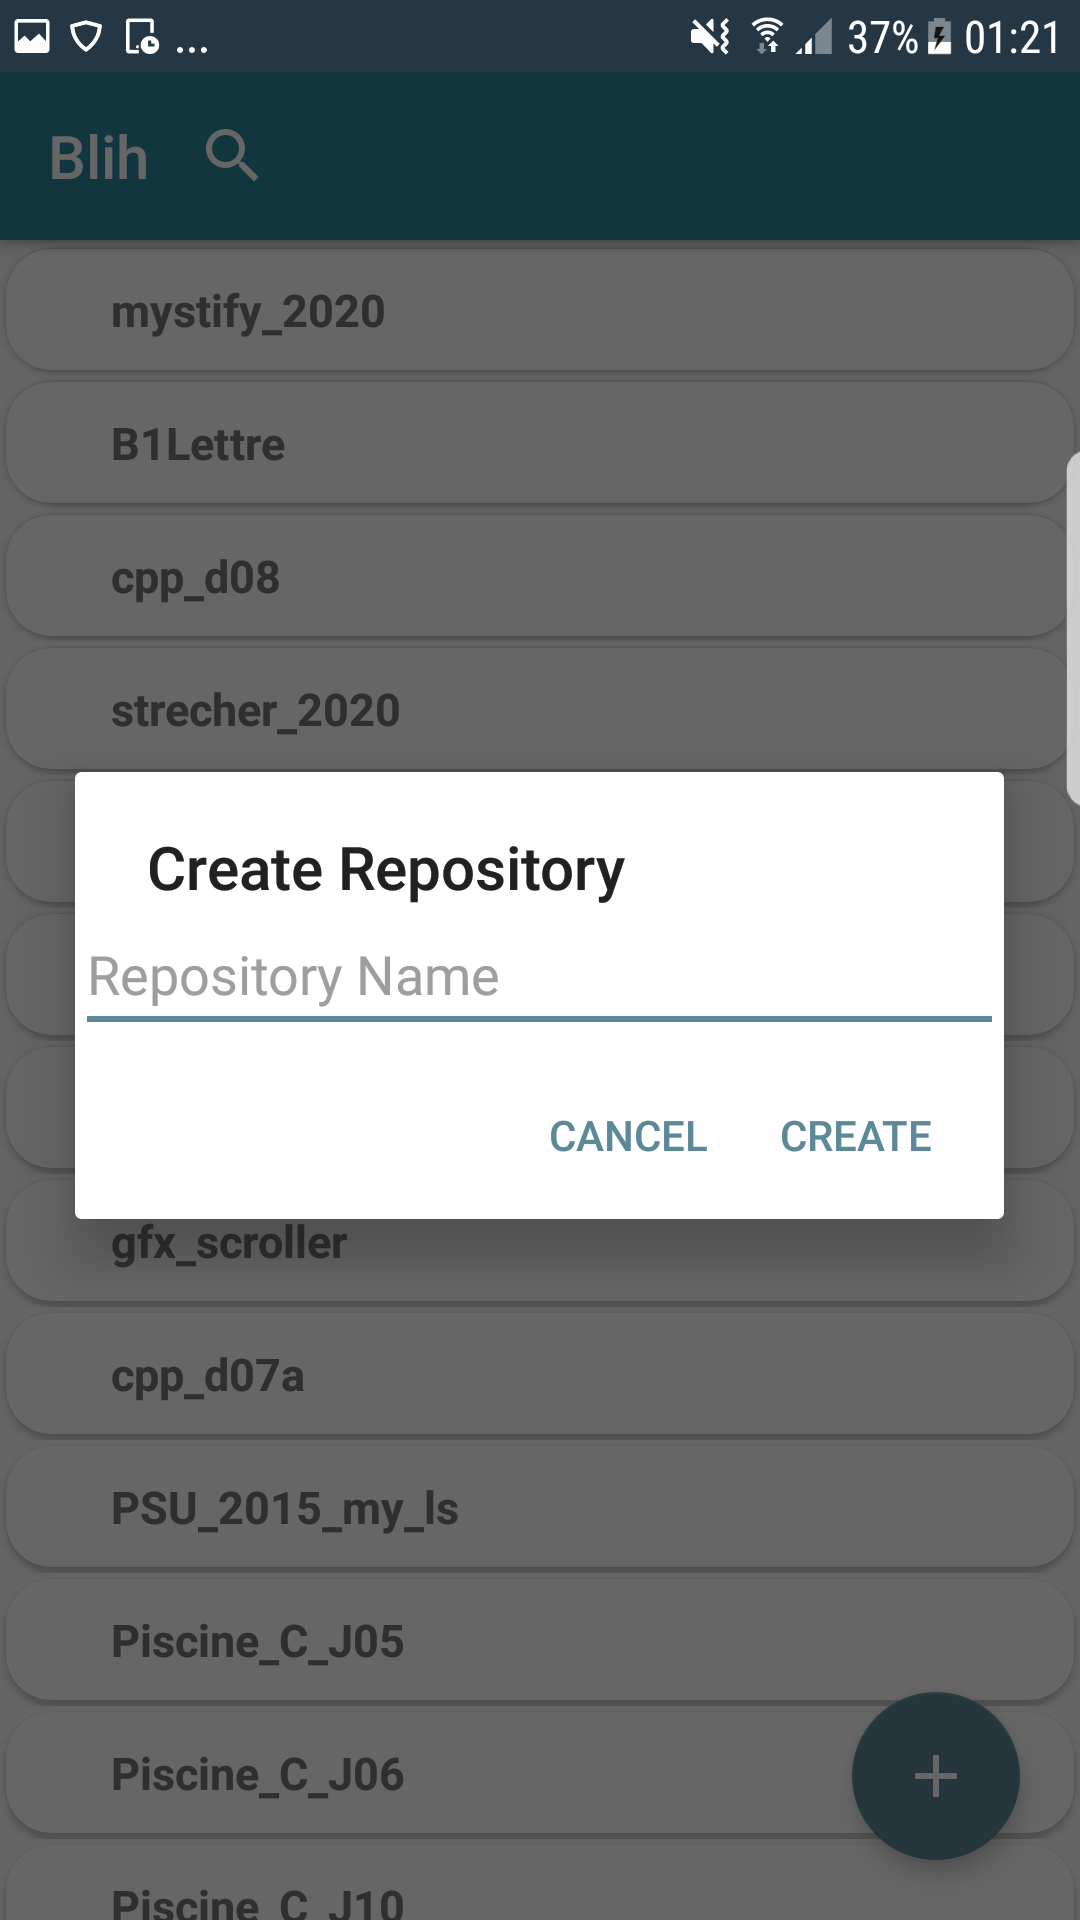 ... 37% 01:21
Blih
mystify_2020
B1Lettre
cpp_d08
strecher_2020
Create Repository
Repository Name
CANCEL CREATE
gfx_scroller
cpp_d07a
PSU_2015_my_ls
Piscine_C_J05
Piscine_C_J06
Piscine_C_J10